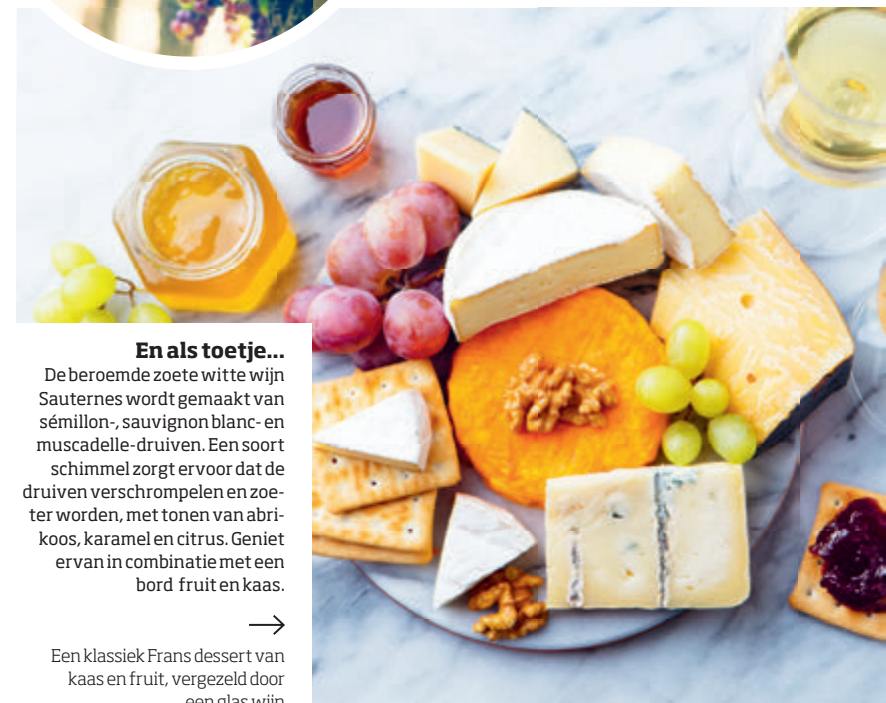 En als toetje...
De beroemde zoete witte wijn
Sauternes wordt gemaakt van
sémillon-, sauvignon blanc- en
muscadelle-druiven. Een soort
schimmel zorgt ervoor dat de
druiven verschrompelen en zoe-
ter worden, met tonen van abri-
koos, karamel en citrus. Geniet
ervan in combinatie met een
bord fruit en kaas.
→
Een klassiek Frans dessert van
kaas en fruit, vergezeld door
een glas wijn